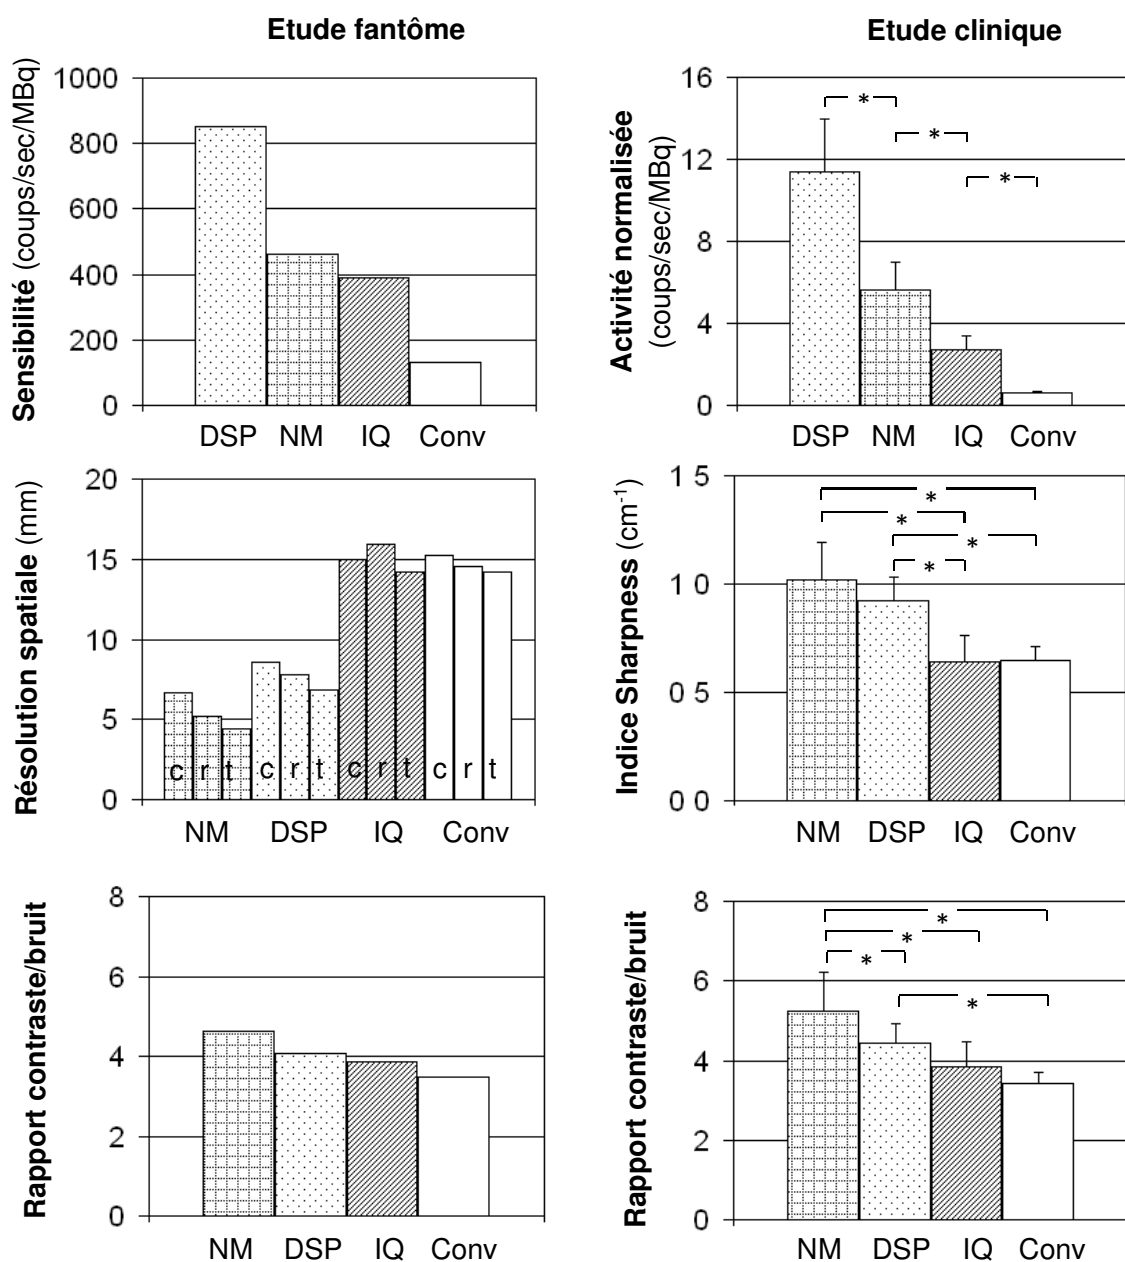 Etude fantôme
Etude clinique
Sensibilité (coups/sec/MBq)
1000
800
600
400
200
0
DSP NM IQ Conv
Activité normalisée
(coups/sec/MBq)
16
12
8
4
0
* * *
DSP NM IQ Conv
Résolution spatiale (mm)
20
15
10
5
0
c r t c r t c r t c r t
NM DSP IQ Conv
Indice Sharpness (cm-1)
1 5
1 0
0 5
0 0
* * * *
NM DSP IQ Conv
Rapport contraste/bruit
8
6
4
2
0
NM DSP IQ Conv
Rapport contraste/bruit
8
6
4
2
0
* * * *
NM DSP IQ Conv